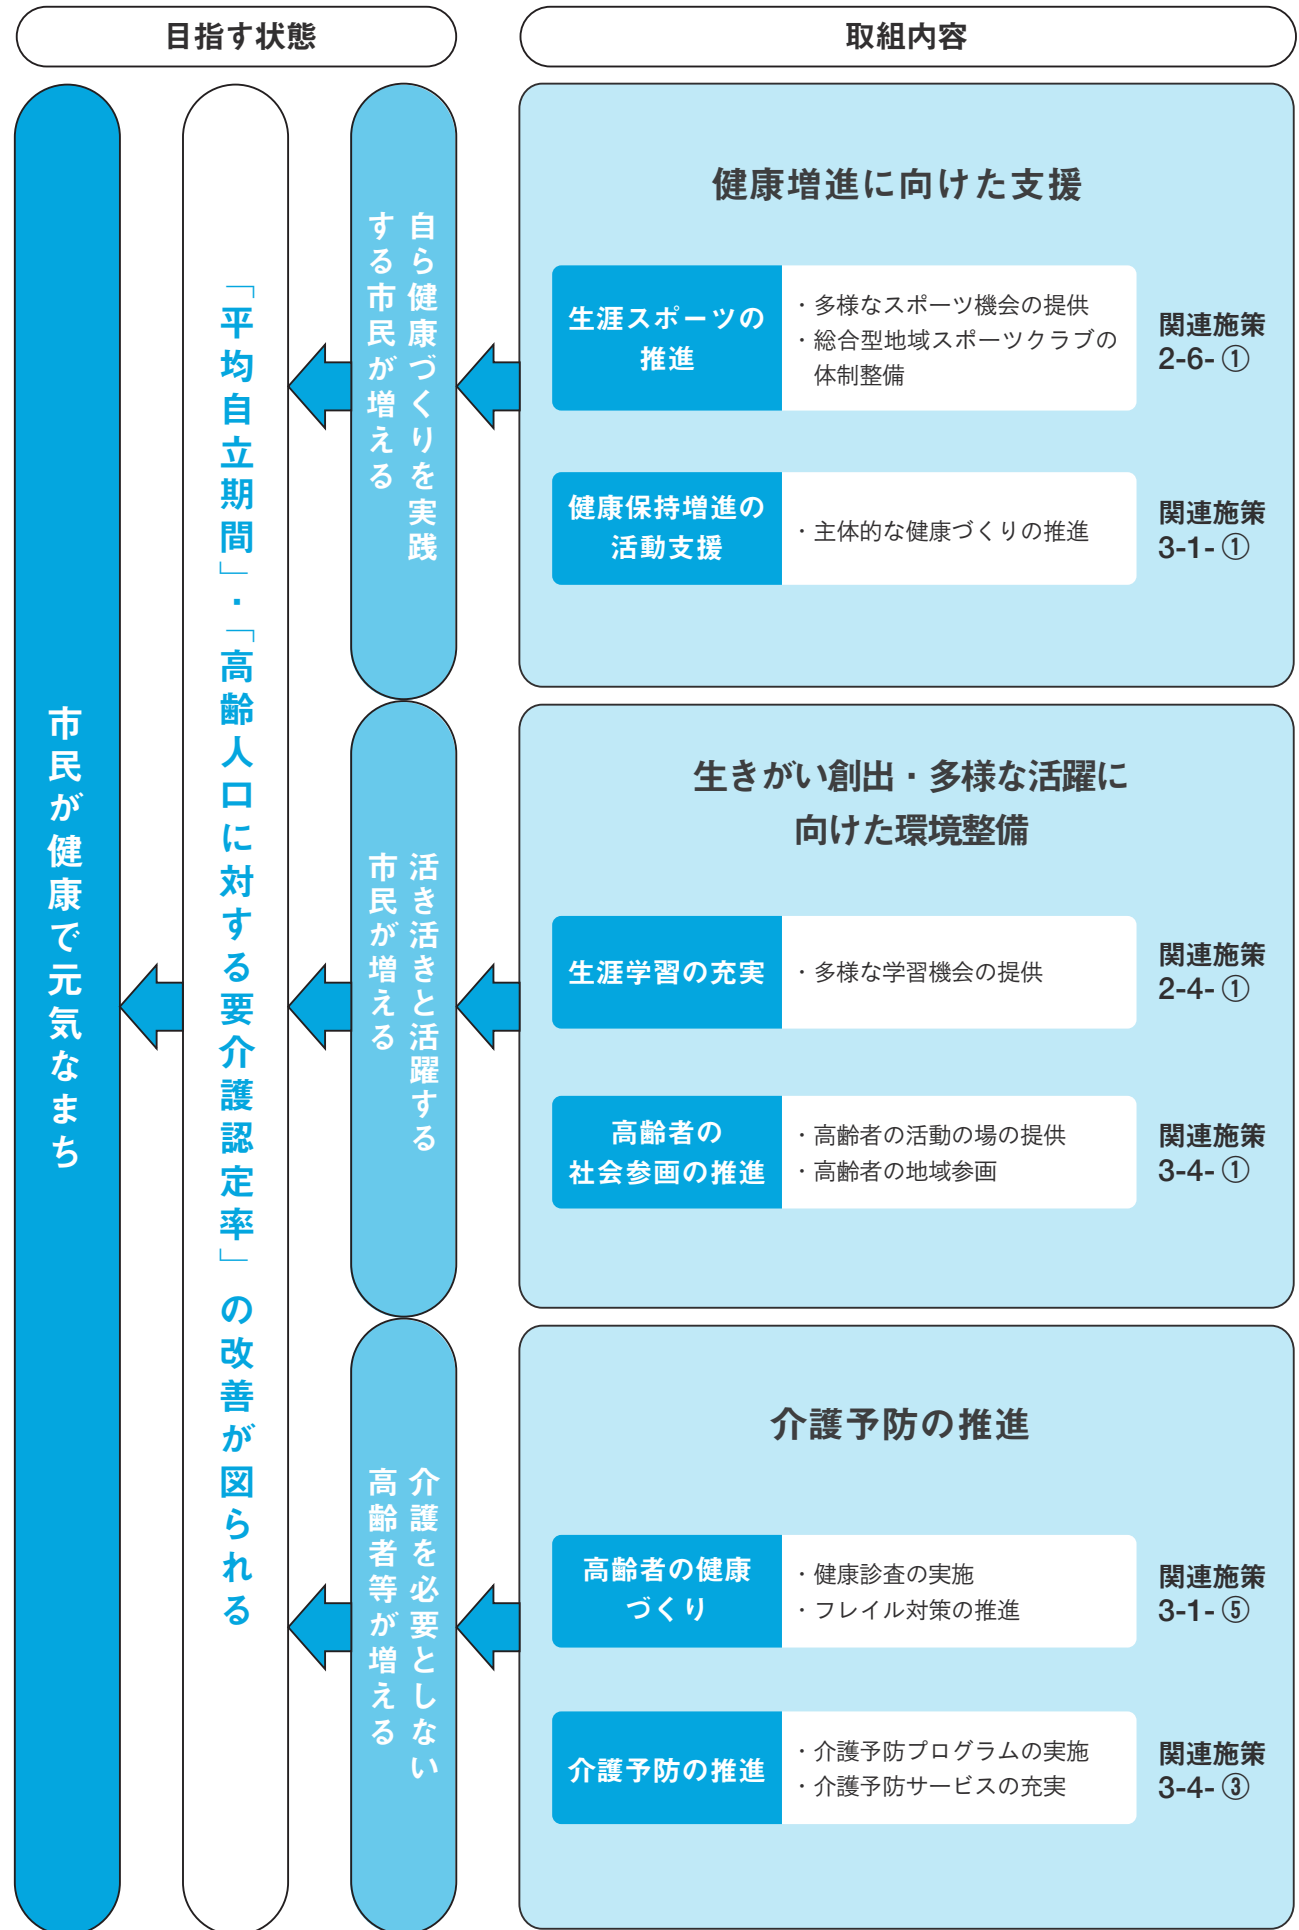 目指す状態
取組内容
市民が健康で元気なまち
「平均自立期間」・「高齢人口に対する要介護認定率」の改善が図られる
自ら健康づくりを実践
する市民が増える
健康増進に向けた支援
生涯スポーツの
推進
・多様なスポーツ機会の提供
・総合型地域スポーツクラブの
体制整備
関連施策
2-6-①
健康保持増進の
活動支援
・主体的な健康づくりの推進
関連施策
3-1-①
活き活きと活躍する
市民が増える
生きがい創出・多様な活躍に
向けた環境整備
生涯学習の充実
・多様な学習機会の提供
関連施策
2-4-①
高齢者の
社会参画の推進
・高齢者の活動の場の提供
・高齢者の地域参画
関連施策
3-4-①
介護を必要としない
高齢者等が増える
介護予防の推進
高齢者の健康
づくり
・健康診査の実施
・フレイル対策の推進
関連施策
3-1-⑤
介護予防の推進
・介護予防プログラムの実施
・介護予防サービスの充実
関連施策
3-4-③